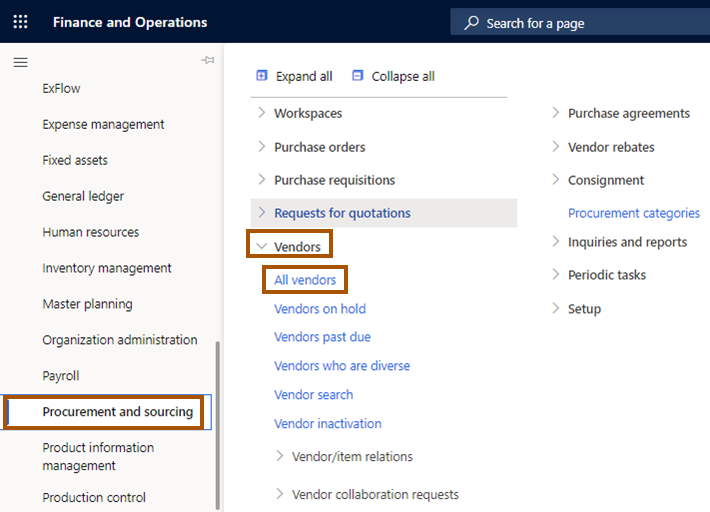 Finance and Operations
Search for a page
ExFlow
Expense management
Fixed assets
General ledger
Human resources
Inventory management
Master planning
Organization administration
Payroll
Procurement and sourcing
Product information
management
Production control
Expand all
Collapse all
Workspaces
Purchase orders
Purchase requisitions
Requests for quotations
Vendors
All vendors
Vendors on hold
Vendors past due
Vendors who are diverse
Vendor search
Vendor inactivation
Vendor/item relations
Vendor collaboration requests
Purchase agreements
Vendor rebates
Consignment
Procurement categories
Inquiries and reports
Periodic tasks
Setup